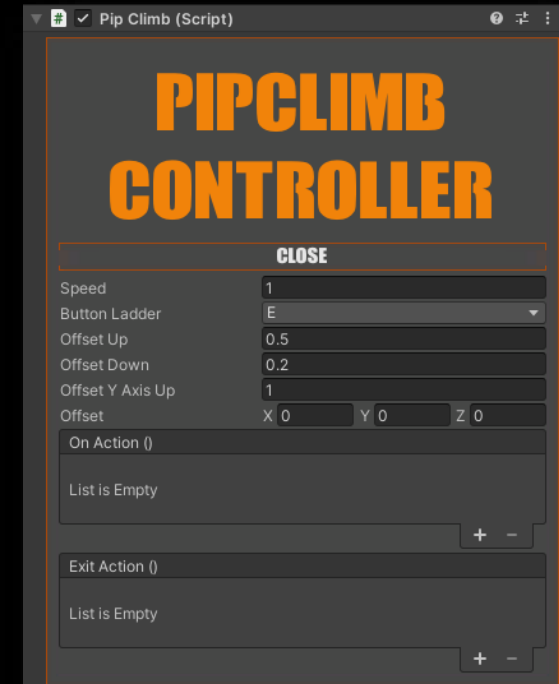 # Pip Climb (Script)
PIPCLIMB
CONTROLLER
CLOSE
Speed 1
Button Ladder E
Offset Up 0.5
Offset Down 0.2
Offset Y Axis Up 1
Offset X 0 Y 0 Z 0
On Action ()
List is Empty
+ −
Exit Action ()
List is Empty
+ −